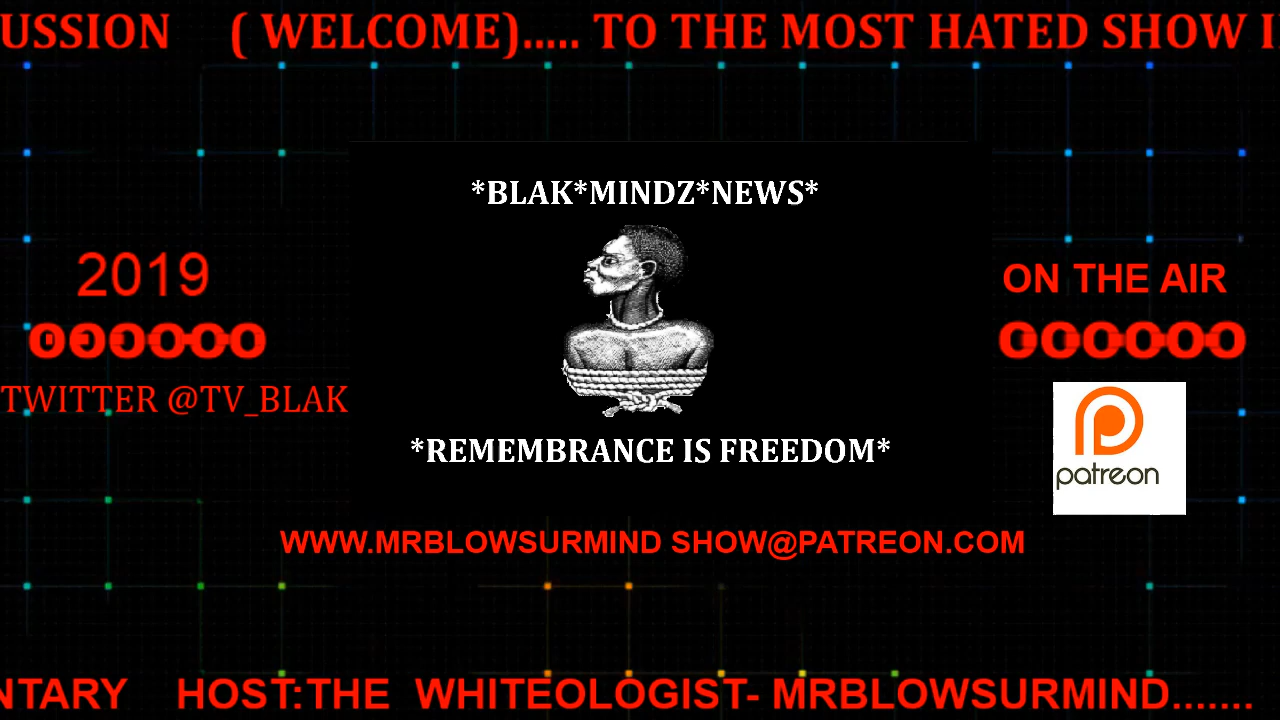 USSION ( WELCOME)..... TO THE MOST HATED SHOW I
*BLAK*MINDZ*NEWS*
2019
ON THE AIR
TWITTER @TV_BLAK
*REMEMBRANCE IS FREEDOM*
patreon
WWW.MRBLOWSURMIND SHOW@PATREON.COM
NTARY HOST:THE WHITEOLOGIST- MRBLOWSURMIND.......